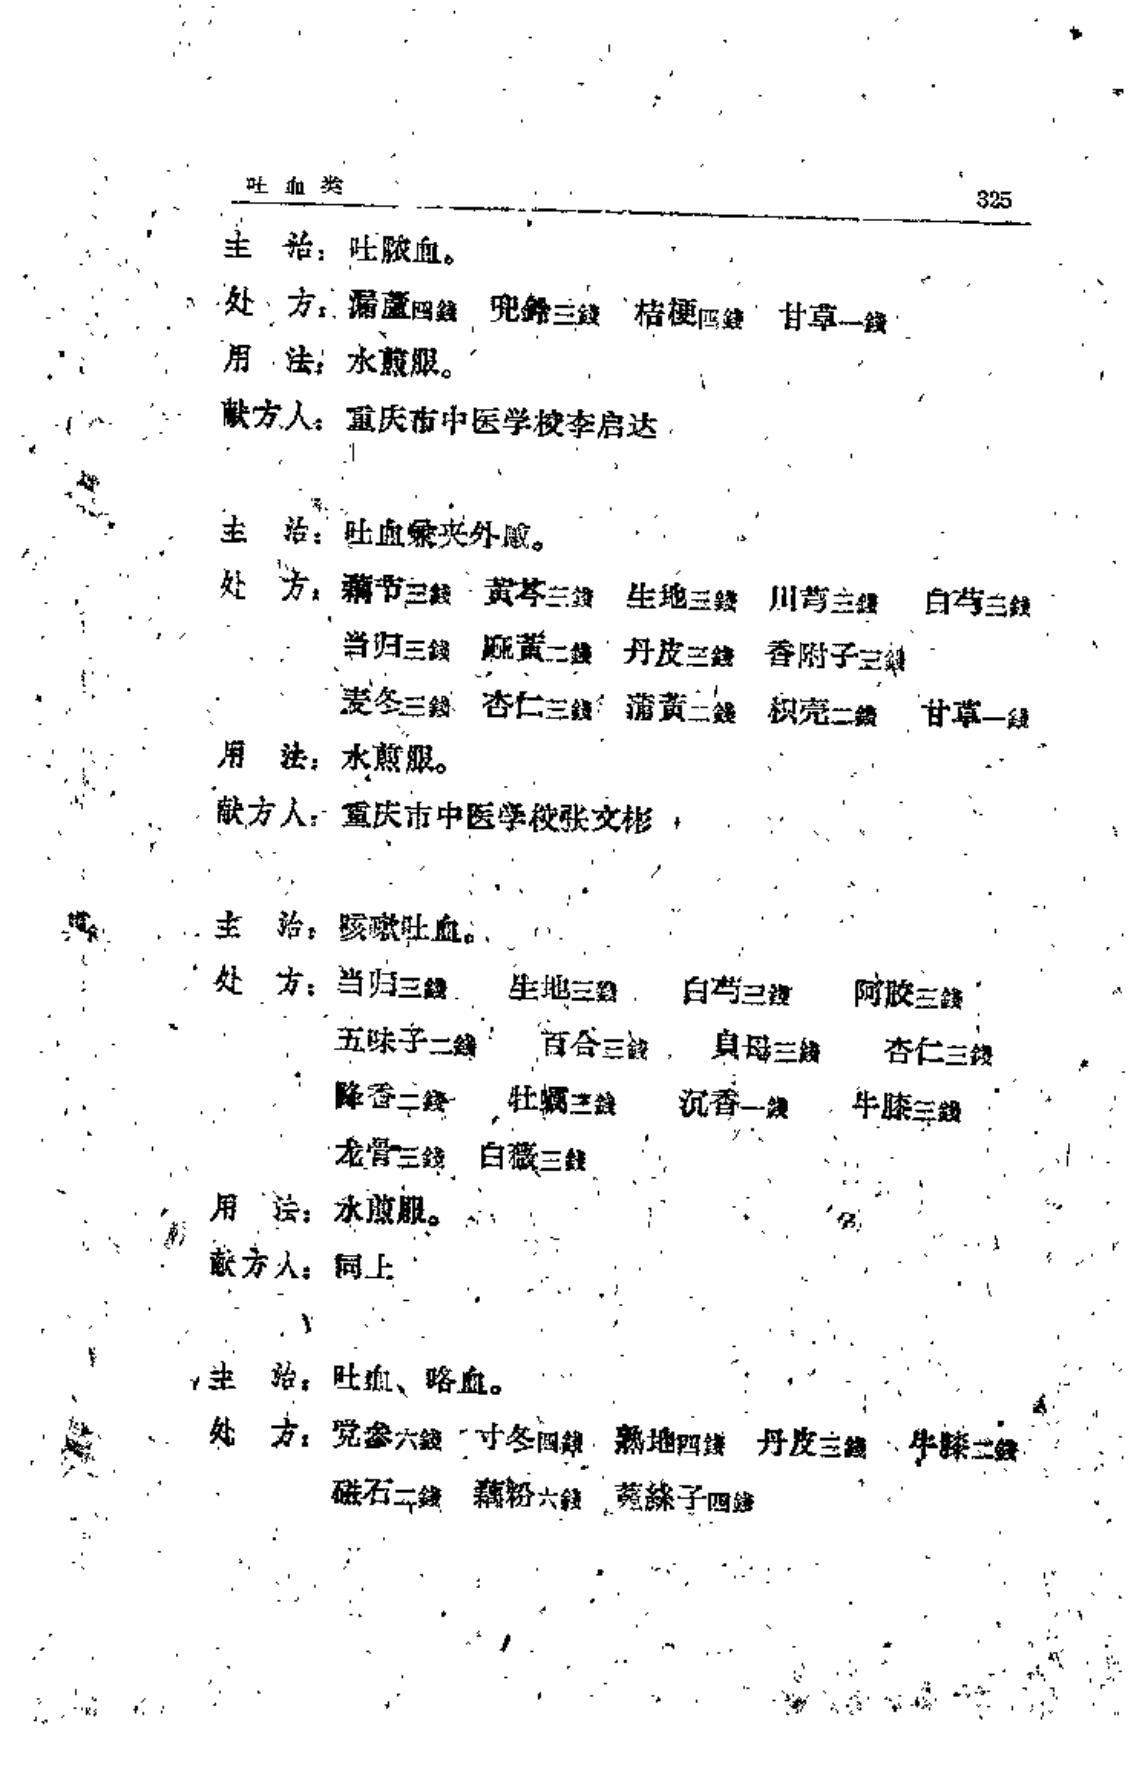 吐血类
325
主 治：吐脓血。
处 方：漏蘆四錢 兜鈴三錢 桔梗四錢 甘草一錢
用 法：水煎服。
献方人：重庆市中医学校李启达
主 治：吐血兼夹外感。
处 方：藕节三錢 黃芩三錢 生地三錢 川芎三錢 白芍三錢
当归三錢 麻黃二錢 丹皮三錢 香附子三錢
麦冬三錢 杏仁三錢 蒲黃二錢 枳壳二錢 甘草一錢
用 法：水煎服。
献方人：重庆市中医学校张文彬
主 治：咳嗽吐血。
处 方：当归三錢 生地三錢 白芍三錢 阿胶三錢
五味子二錢 百合三錢 貝母三錢 杏仁三錢
降香二錢 牡蠣三錢 沉香一錢 牛膝三錢
龙骨三錢 白薇三錢
用 法：水煎服。
献方人：同上
主 治：吐血、咯血。
处 方：党参六錢 寸冬四錢 熟地四錢 丹皮三錢 牛膝二錢
磁石二錢 藕粉六錢 菟絲子四錢